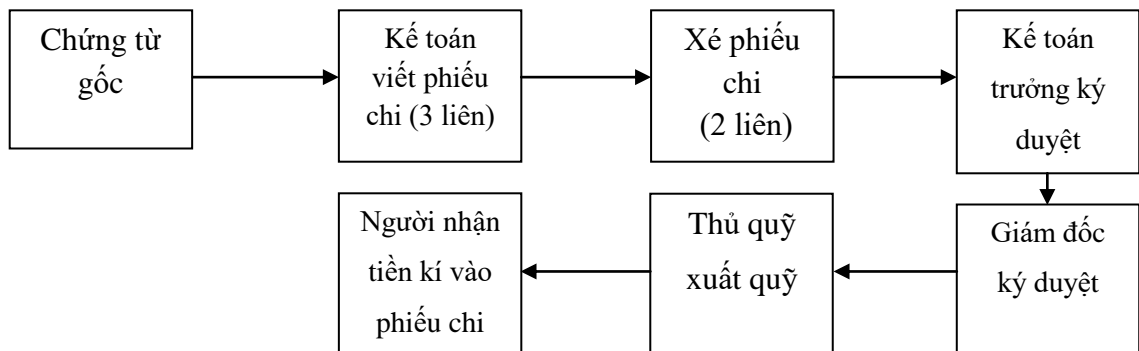 Chứng từ
gốc
Kế toán
viết phiếu
chi (3 liên)
Xé phiếu
chi
(2 liên)
Kế toán
trưởng ký
duyệt
Giám đốc
ký duyệt
Thủ quỹ
xuất quỹ
Người nhận
tiền kí vào
phiếu chi